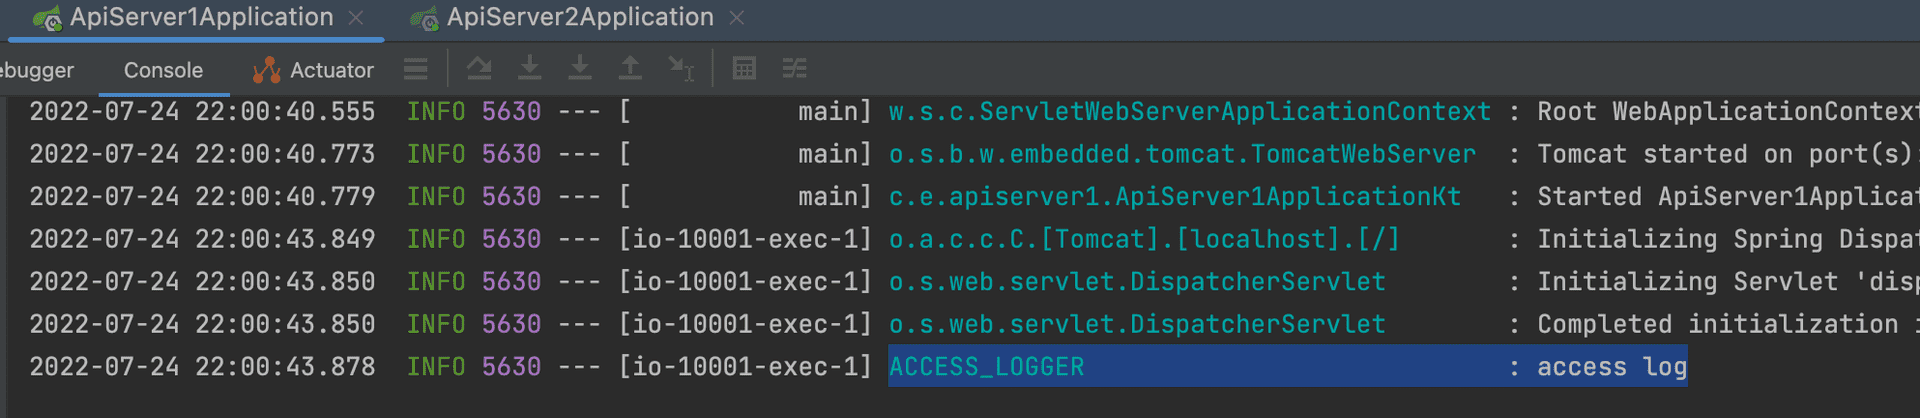 ApiServer1Application × ApiServer2Application ×
ebugger Console Actuator
2022-07-24 22:00:40.555 INFO 5630 --- [ main] w.s.c.ServletWebServerApplicationContext : Root WebApplicationContext
2022-07-24 22:00:40.773 INFO 5630 --- [ main] o.s.b.w.embedded.tomcat.TomcatWebServer : Tomcat started on port(s):
2022-07-24 22:00:40.779 INFO 5630 --- [ main] c.e.apiserver1.ApiServer1ApplicationKt : Started ApiServer1Applicat
2022-07-24 22:00:43.849 INFO 5630 --- [io-10001-exec-1] o.a.c.c.C.[Tomcat].[localhost].[/] : Initializing Spring Dispat
2022-07-24 22:00:43.850 INFO 5630 --- [io-10001-exec-1] o.s.web.servlet.DispatcherServlet : Initializing Servlet 'disp
2022-07-24 22:00:43.850 INFO 5630 --- [io-10001-exec-1] o.s.web.servlet.DispatcherServlet : Completed initialization i
2022-07-24 22:00:43.878 INFO 5630 --- [io-10001-exec-1] ACCESS_LOGGER : access log